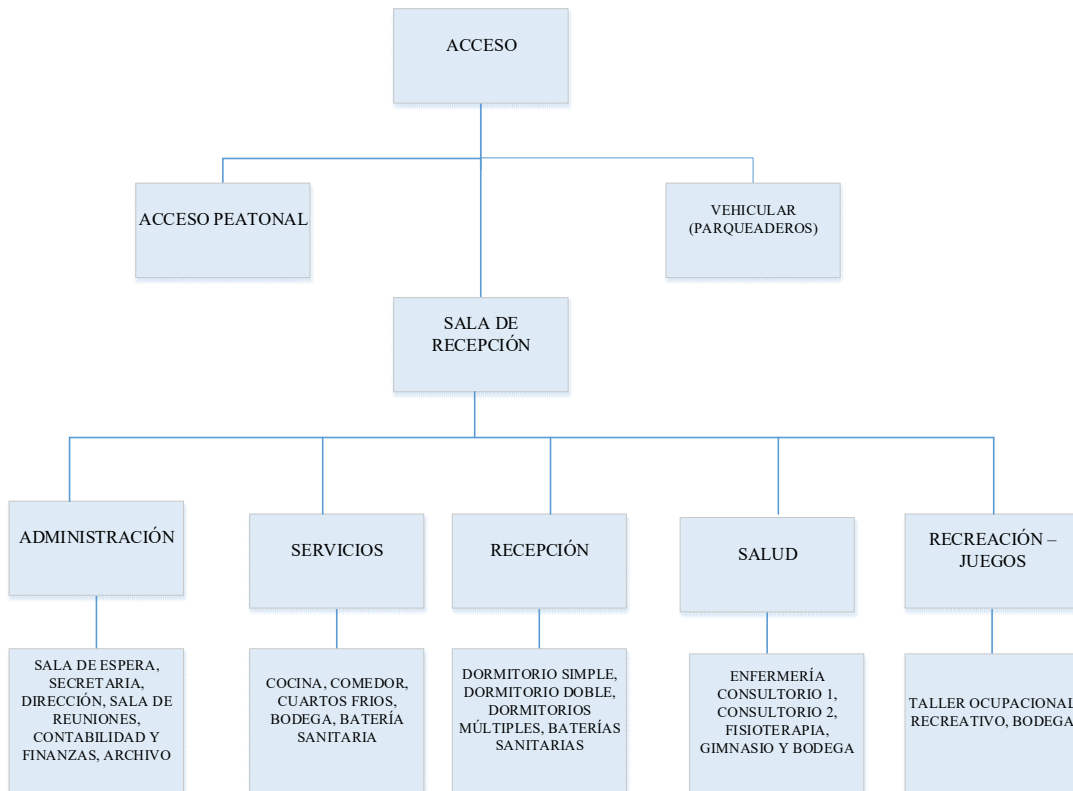 ACCESO
ACCESO PEATONAL
VEHICULAR
(PARQUEADEROS)
SALA DE
RECEPCIÓN
ADMINISTRACIÓN
SERVICIOS
RECEPCIÓN
SALUD
RECREACIÓN –
JUEGOS
SALA DE ESPERA,
SECRETARIA,
DIRECCIÓN, SALA DE
REUNIONES,
CONTABILIDAD Y
FINANZAS, ARCHIVO
COCINA, COMEDOR,
CUARTOS FRIOS,
BODEGA, BATERÍA
SANITARIA
DORMITORIO SIMPLE,
DORMITORIO DOBLE,
DORMITORIOS
MÚLTIPLES, BATERÍAS
SANITARIAS
ENFERMERÍA
CONSULTORIO 1,
CONSULTORIO 2,
FISIOTERAPIA,
GIMNASIO Y BODEGA
TALLER OCUPACIONAL
RECREATIVO, BODEGA